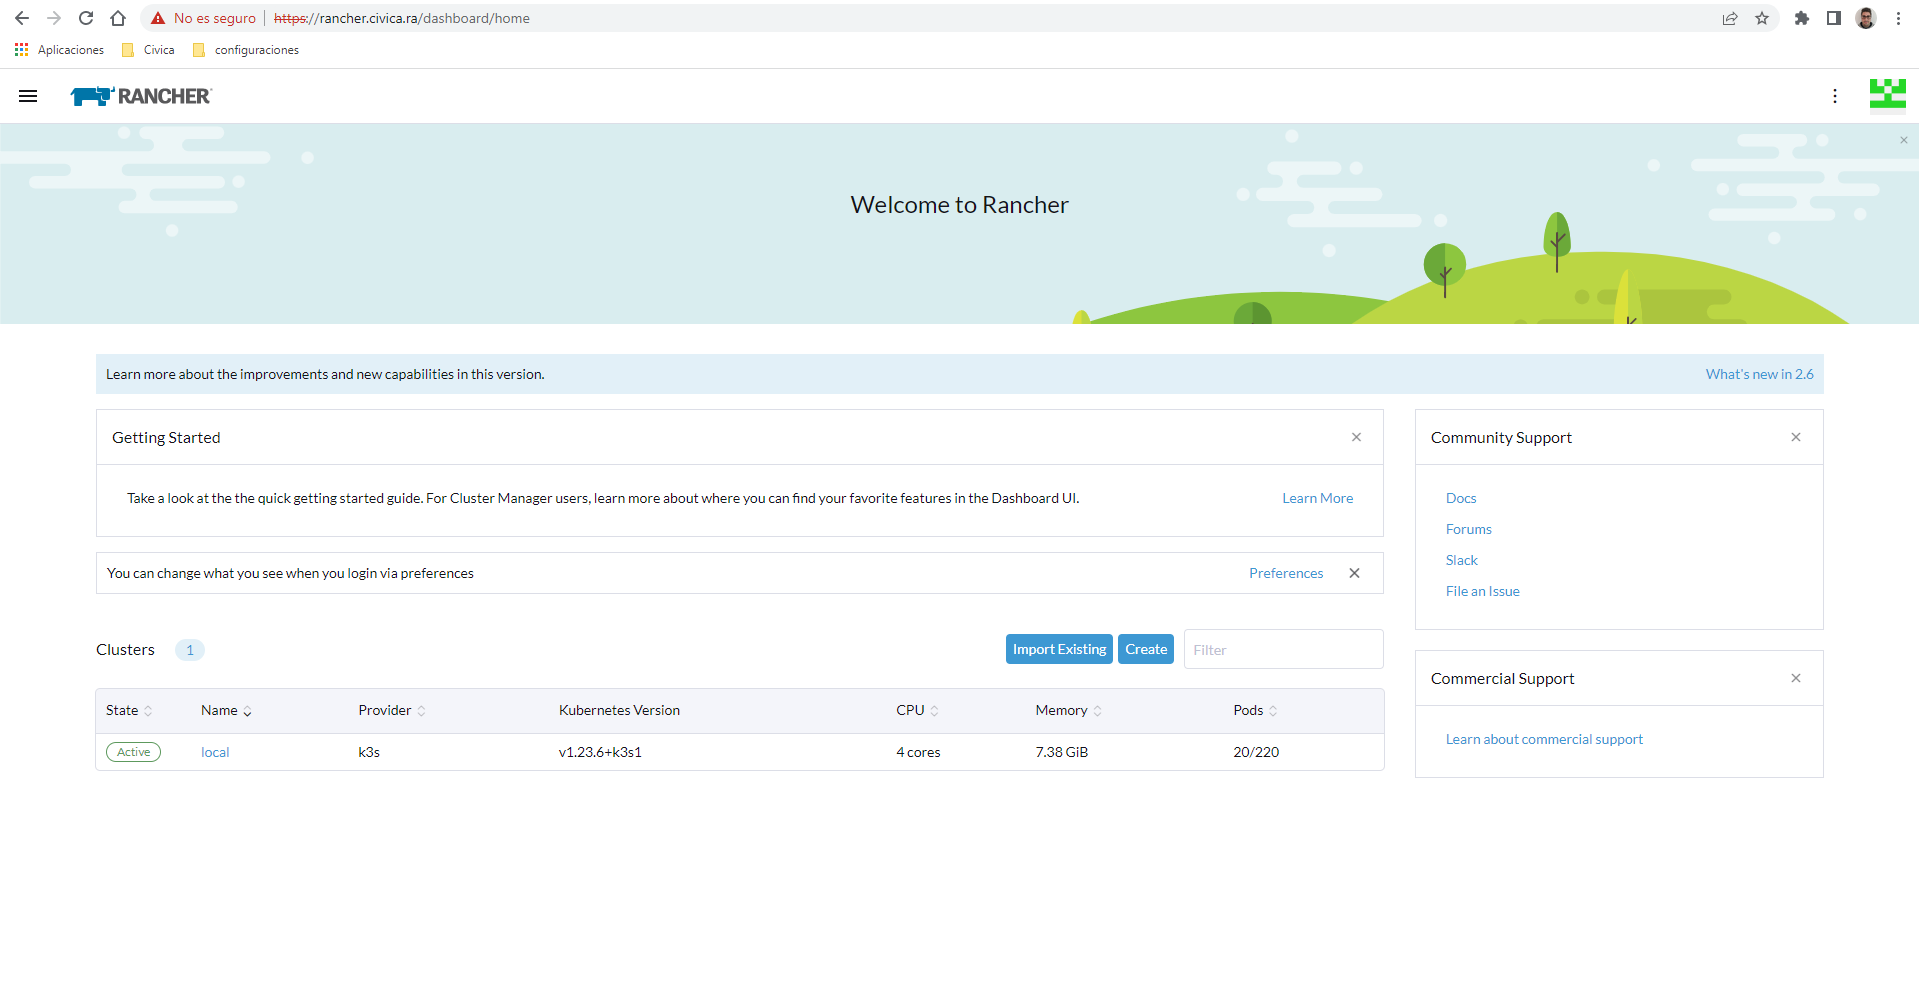 No es seguro https://rancher.civica.ra/dashboard/home
Aplicaciones Civica configuraciones
RANCHER
Welcome to Rancher
Learn more about the improvements and new capabilities in this version. What's new in 2.6
Getting Started
Take a look at the the quick getting started guide. For Cluster Manager users, learn more about where you can find your favorite features in the Dashboard UI. Learn More
You can change what you see when you login via preferences Preferences
Clusters 1 Import Existing Create Filter
State Name Provider Kubernetes Version CPU Memory Pods
Active local k3s v1.23.6+k3s1 4 cores 7.38 GiB 20/220
Community Support
Docs
Forums
Slack
File an Issue
Commercial Support
Learn about commercial support